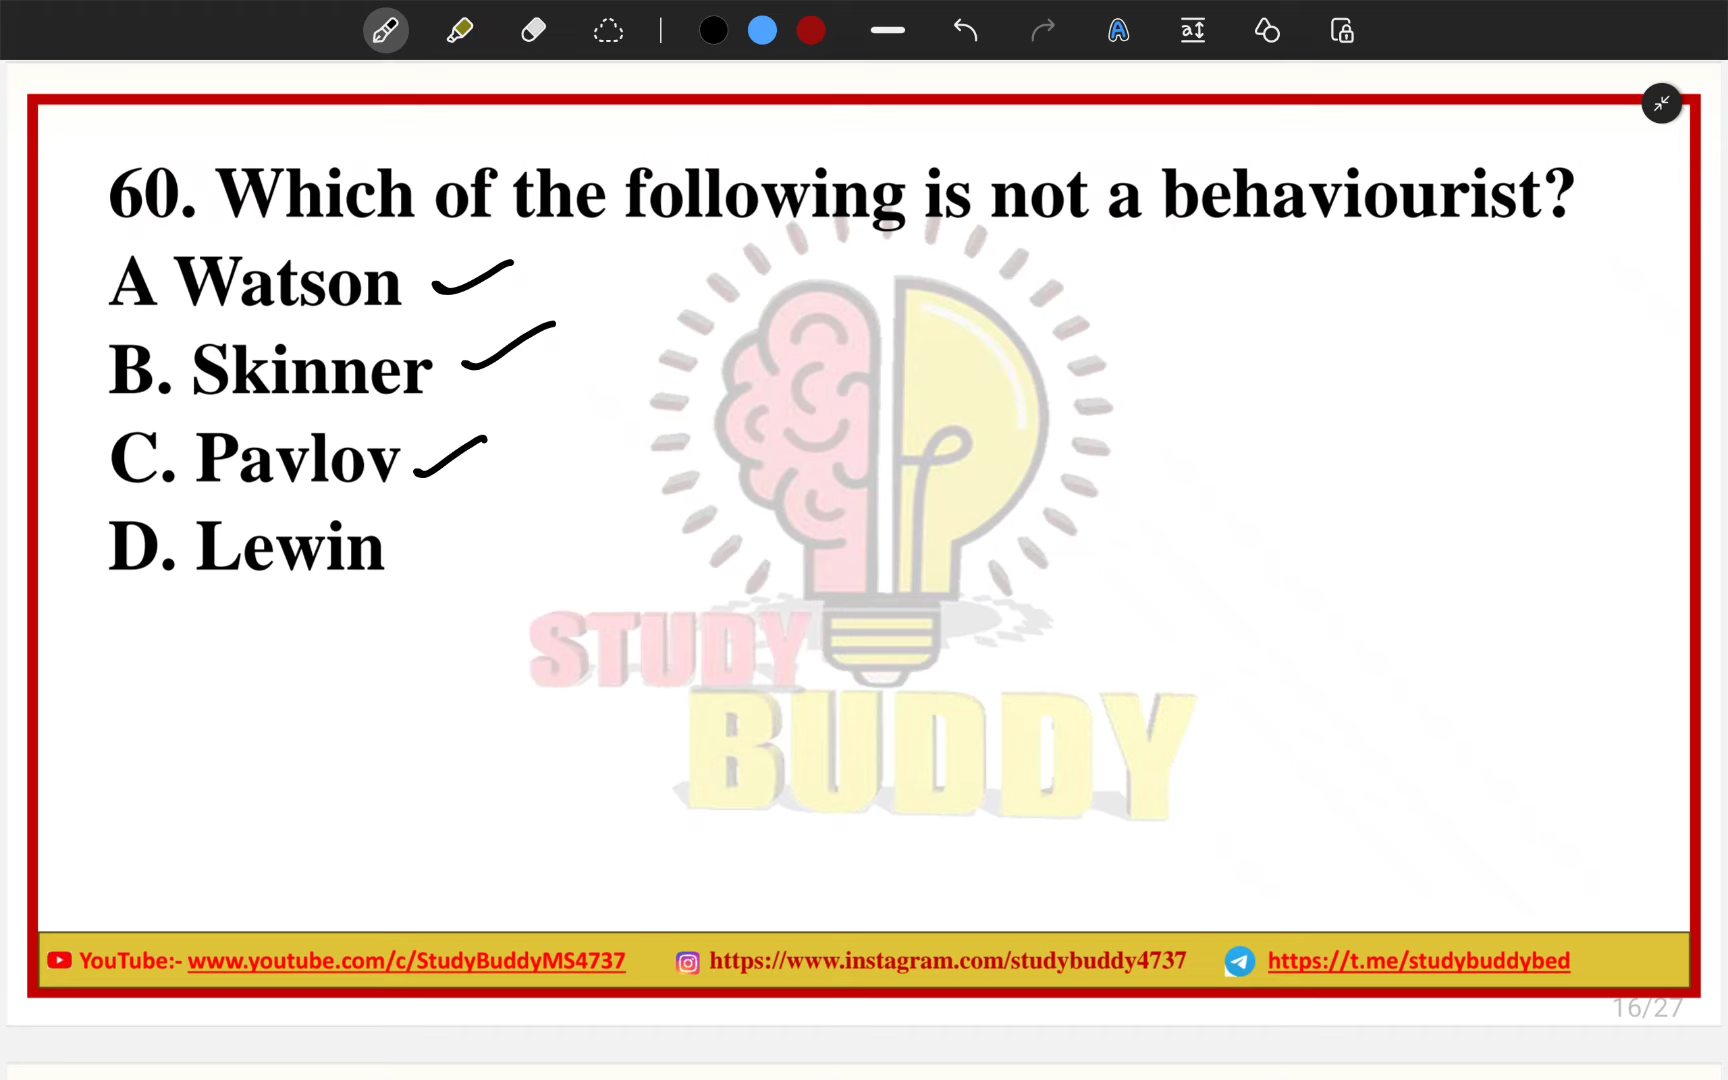 60. Which of the following is not a behaviourist?
A Watson
B. Skinner
C. Pavlov
D. Lewin
STUDY
BUDDY
YouTube:- www.youtube.com/c/StudyBuddyMS4737 https://www.instagram.com/studybuddy4737 https://t.me/studybuddybed
16/27